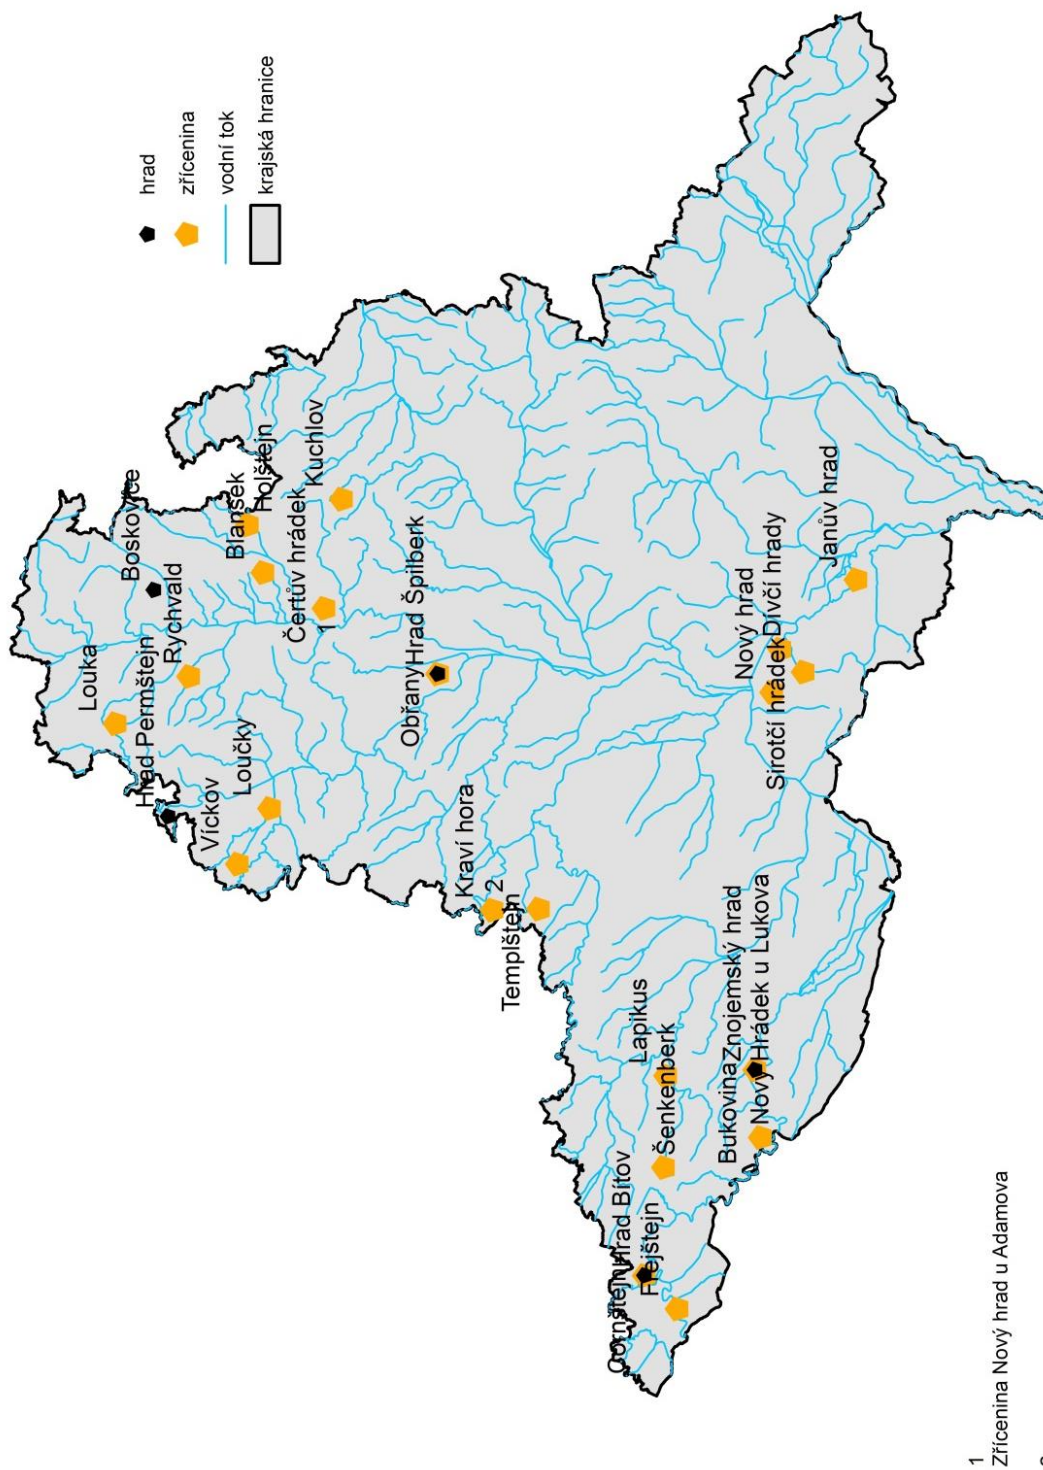 hrad
zřícenina
vodní tok
krajská hranice
Louka
Hrad Permštejn
Rychvald
Boskovice
Víckov
Loučky
Blansek
Holštejn
Čertův hrádek
Kuchlov
1
Obřany
Hrad Špilberk
Kraví hora
2
Templštejn
Lapikus
Šenkenberk
Hrad Bítov
Cornštejn
Frejštejn
Bukovina
Znojemský hrad
Nový Hrádek u Lukova
Nový hrad
Sirotčí hrádek
Dívčí hrady
Janův hrad
1
Zřícenina Nový hrad u Adamova